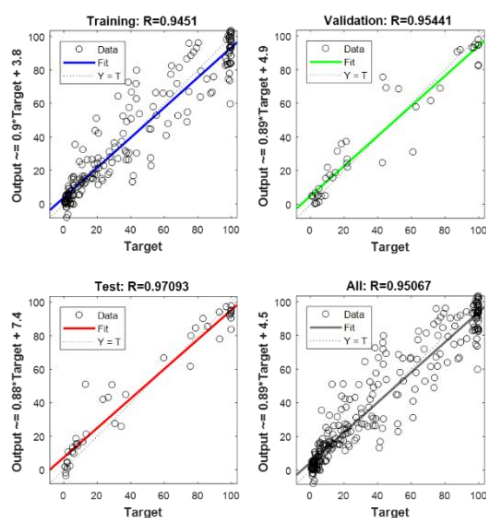 Training: R=0.9451
Output ~= 0.9*Target + 3.8
100
80
60
40
20
0
Data
Fit
Y = T
0 20 40 60 80 100
Target
Validation: R=0.95441
Output ~= 0.89*Target + 4.9
100
80
60
40
20
0
Data
Fit
Y = T
0 20 40 60 80 100
Target
Test: R=0.97093
Output ~= 0.88*Target + 7.4
100
80
60
40
20
0
Data
Fit
Y = T
0 20 40 60 80 100
Target
All: R=0.95067
Output ~= 0.89*Target + 4.5
100
80
60
40
20
0
Data
Fit
Y = T
0 20 40 60 80 100
Target